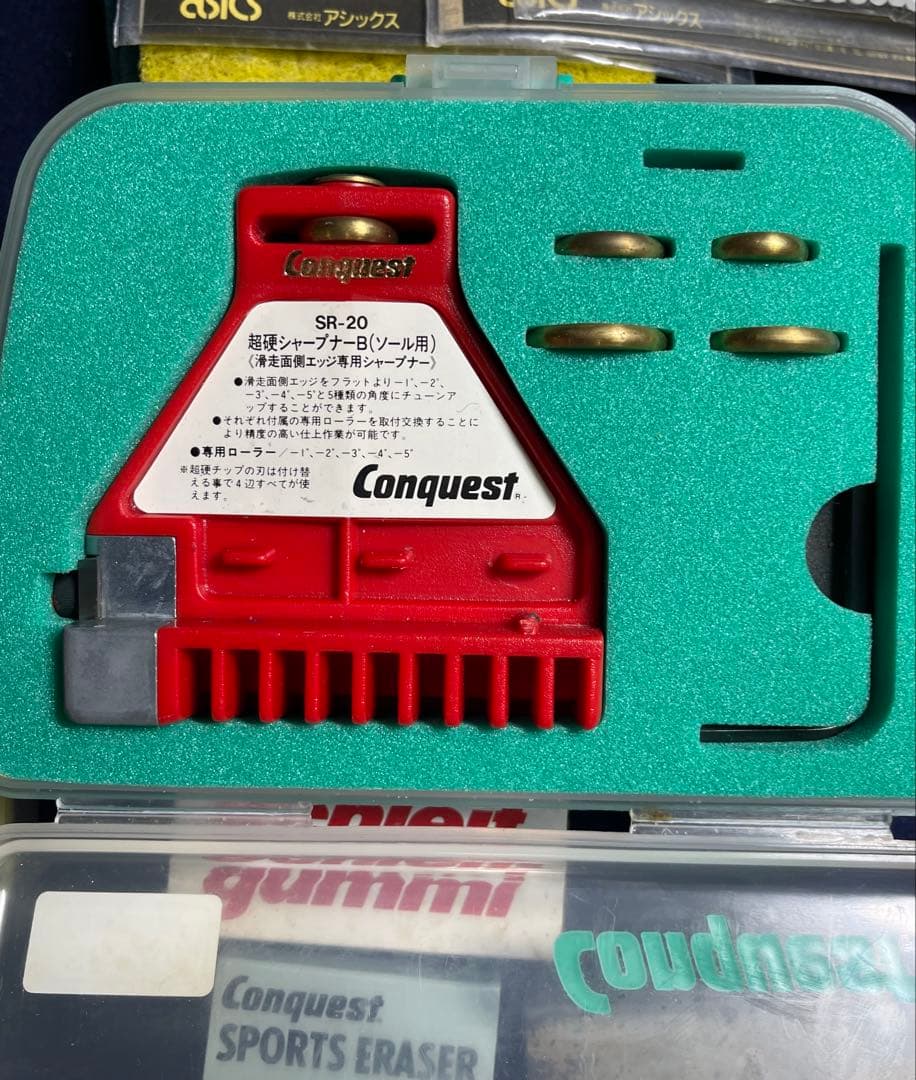 asics
株式会社 アシックス
asics
株式会社 アシックス
Conquest
SR-20
超硬シャープナーB(ソール用)
《滑走面側エッジ専用シャープナー》
●滑走面側エッジをフラットより−1°、−2°、
−3°、−4°、−5°と5種類の角度にチューンア
ップすることができます。
●それぞれ付属の専用ローラーを取付交換することに
より精度の高い仕上作業が可能です。
●専用ローラー／−1°、−2°、−3°、−4°、−5°
※超硬チップの刃は付け替
える事で4辺すべてが使
えます。
Conquest
gummi
Conquest
Conquest
SPORTS ERASER